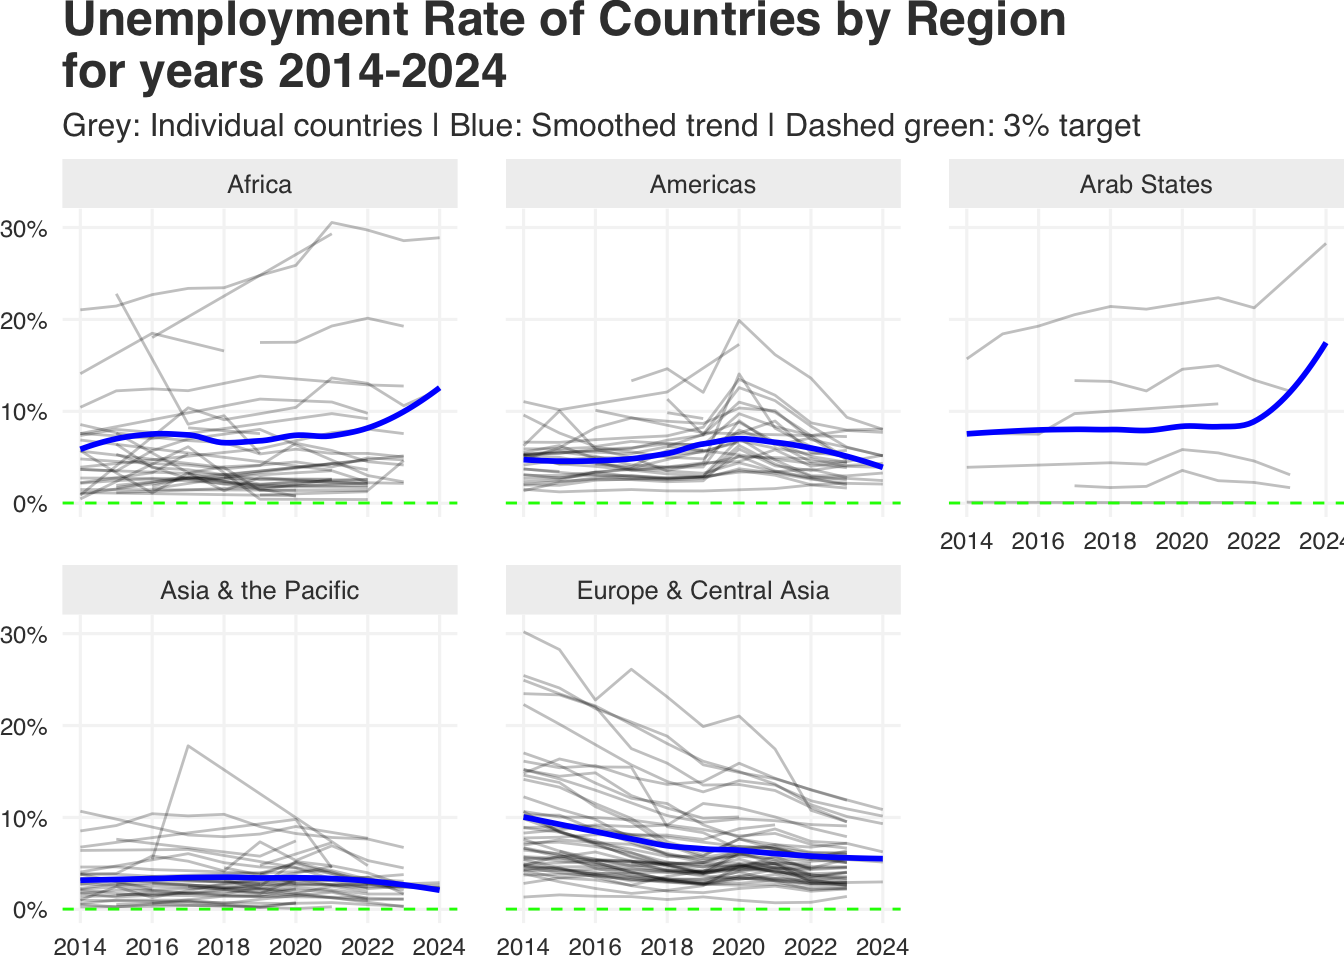 Unemployment Rate of Countries by Region
for years 2014-2024
Grey: Individual countries | Blue: Smoothed trend | Dashed green: 3% target
Africa
Americas
Arab States
30%
20%
10%
0%
2014 2016 2018 2020 2022 2024
Asia & the Pacific
Europe & Central Asia
30%
20%
10%
0%
2014 2016 2018 2020 2022 2024
2014 2016 2018 2020 2022 2024